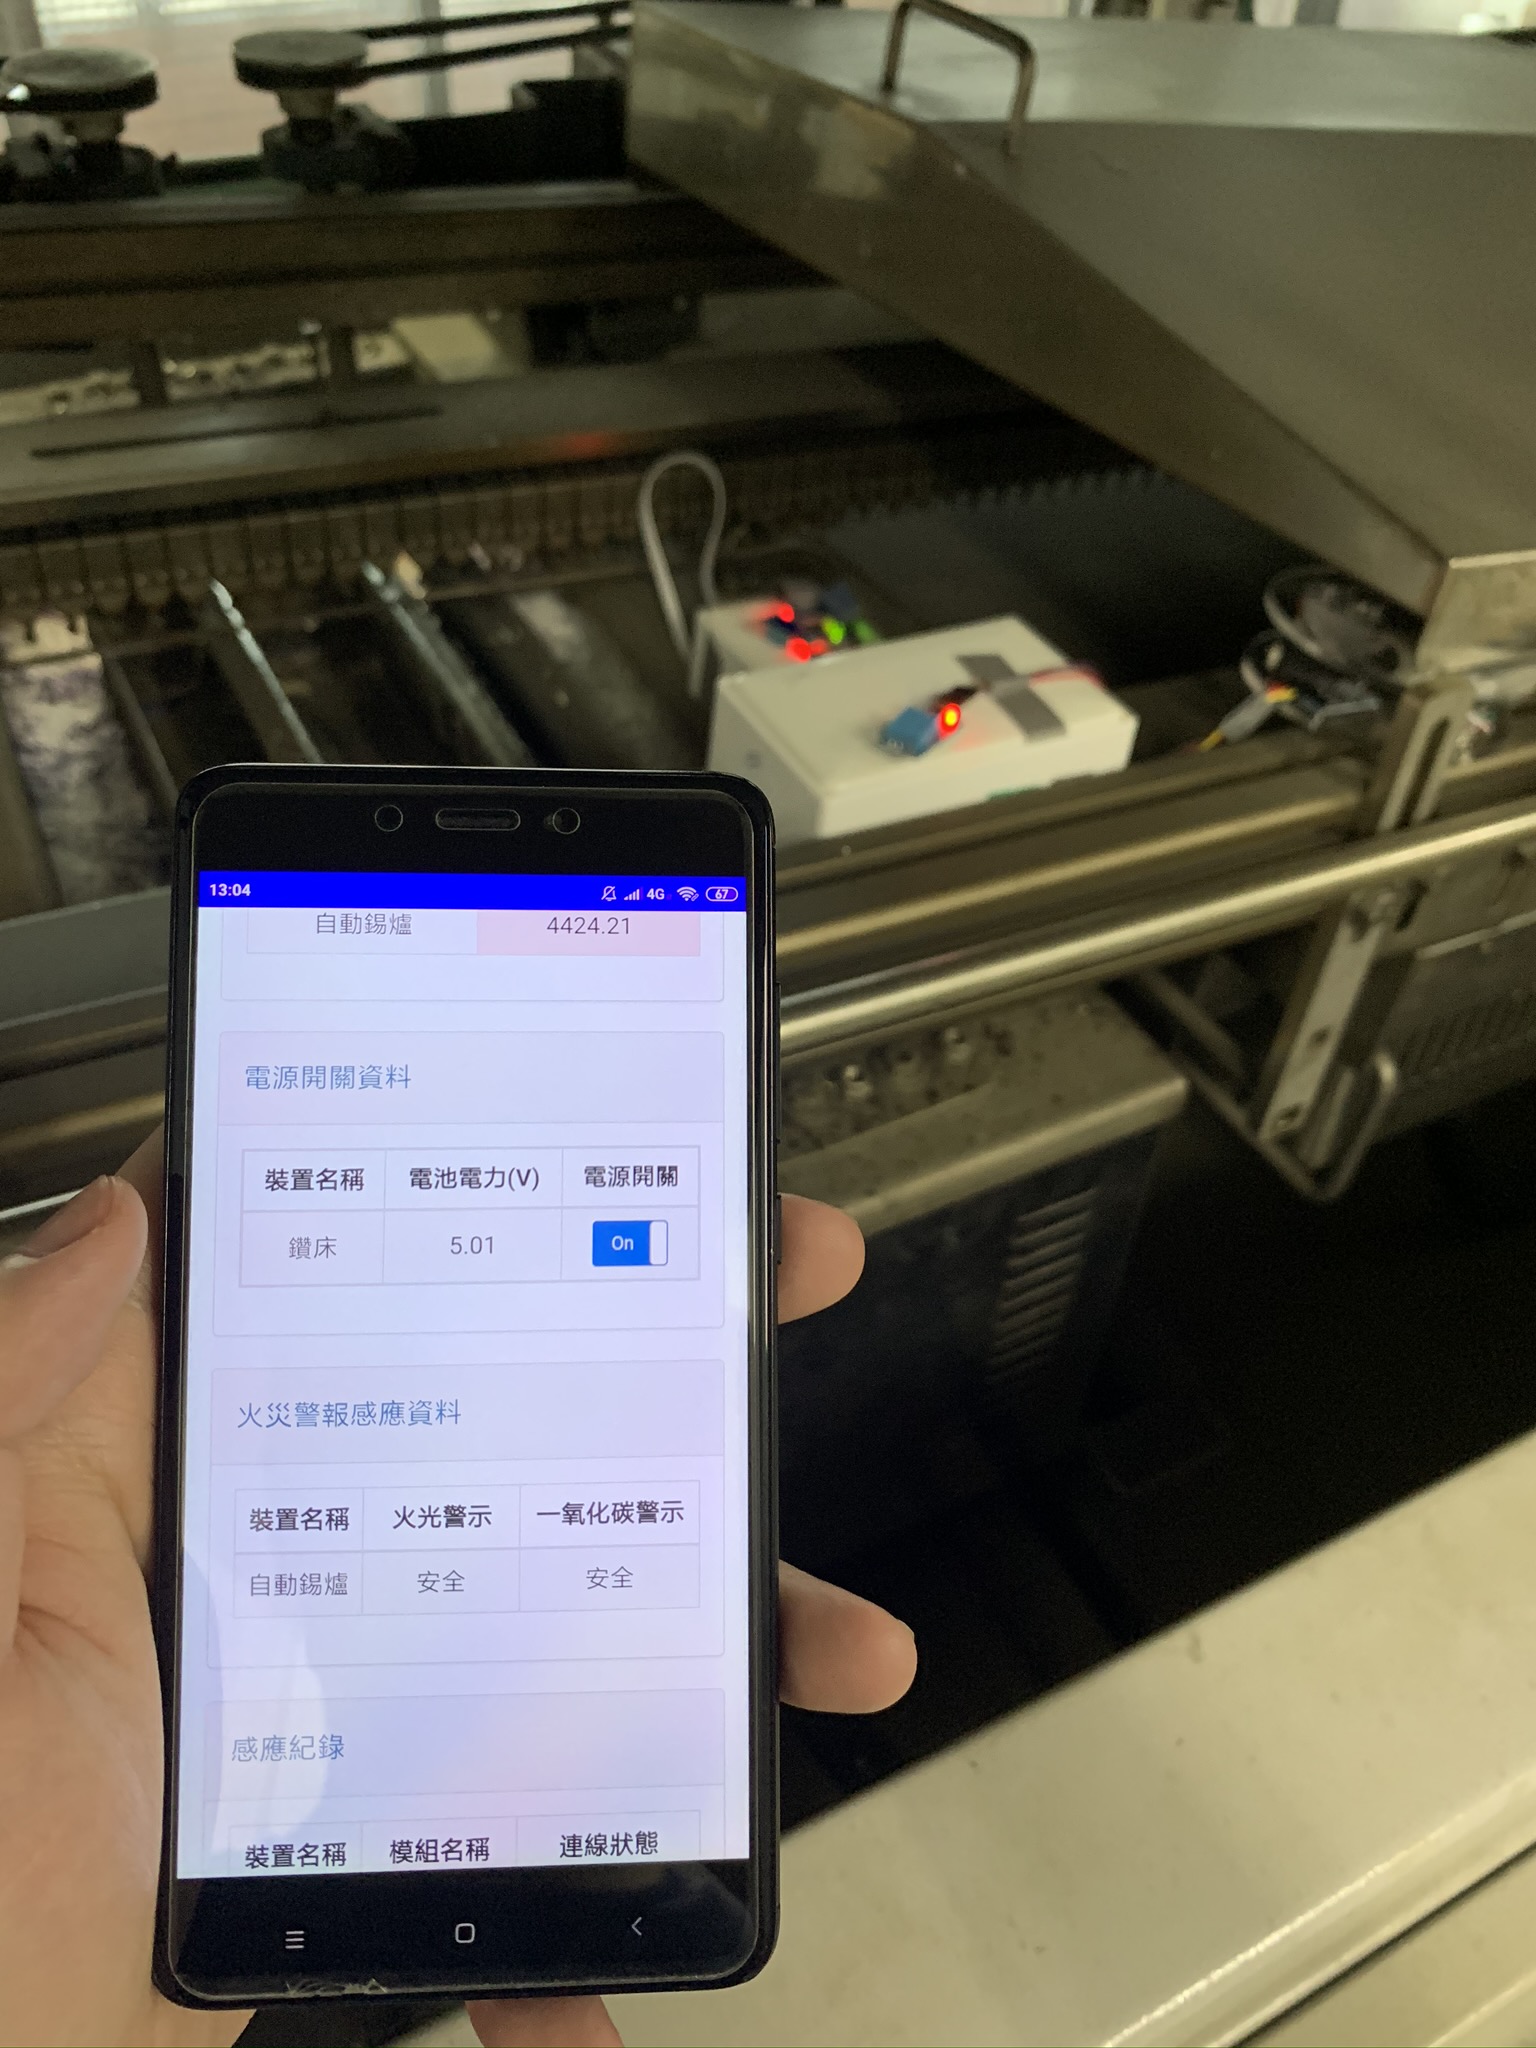 13:04 4G 67
自動錫爐 4424.21
電源開關資料
裝置名稱 電池電力(V) 電源開關
鑽床 5.01 On
火災警報感應資料
裝置名稱 火光警示 一氧化碳警示
自動錫爐 安全 安全
感應紀錄
裝置名稱 模組名稱 連線狀態